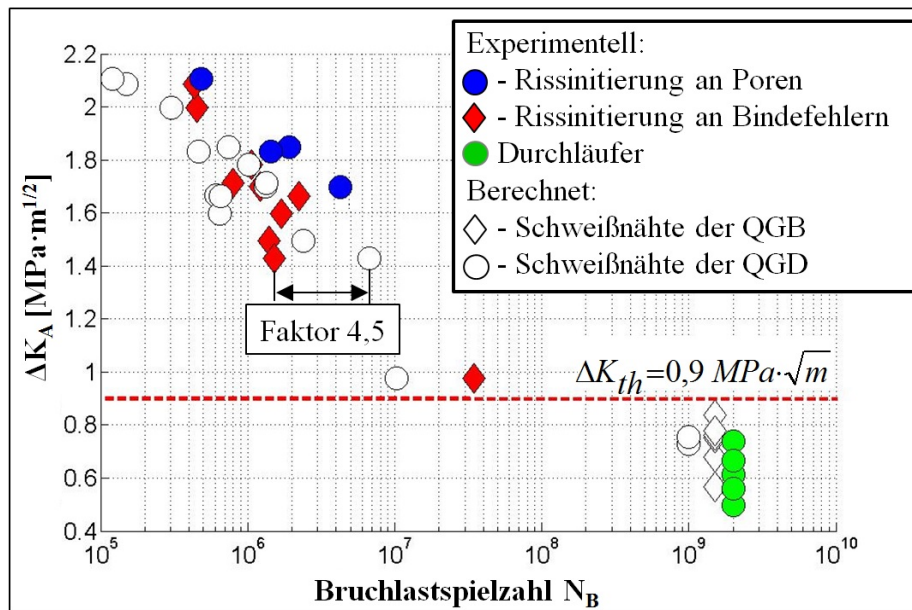 Experimentell:
- Rissinitierung an Poren
- Rissinitierung an Bindefehlern
Durchläufer
Berechnet:
- Schweißnähte der QGB
- Schweißnähte der QGD
ΔK_A [MPa·m^1/2]
2.2
2
1.8
1.6
1.4
1.2
1
0.8
0.6
0.4
Faktor 4,5
ΔK_th=0,9 MPa·√m
10^5
10^6
10^7
10^8
10^9
10^10
Bruchlastspielzahl N_B